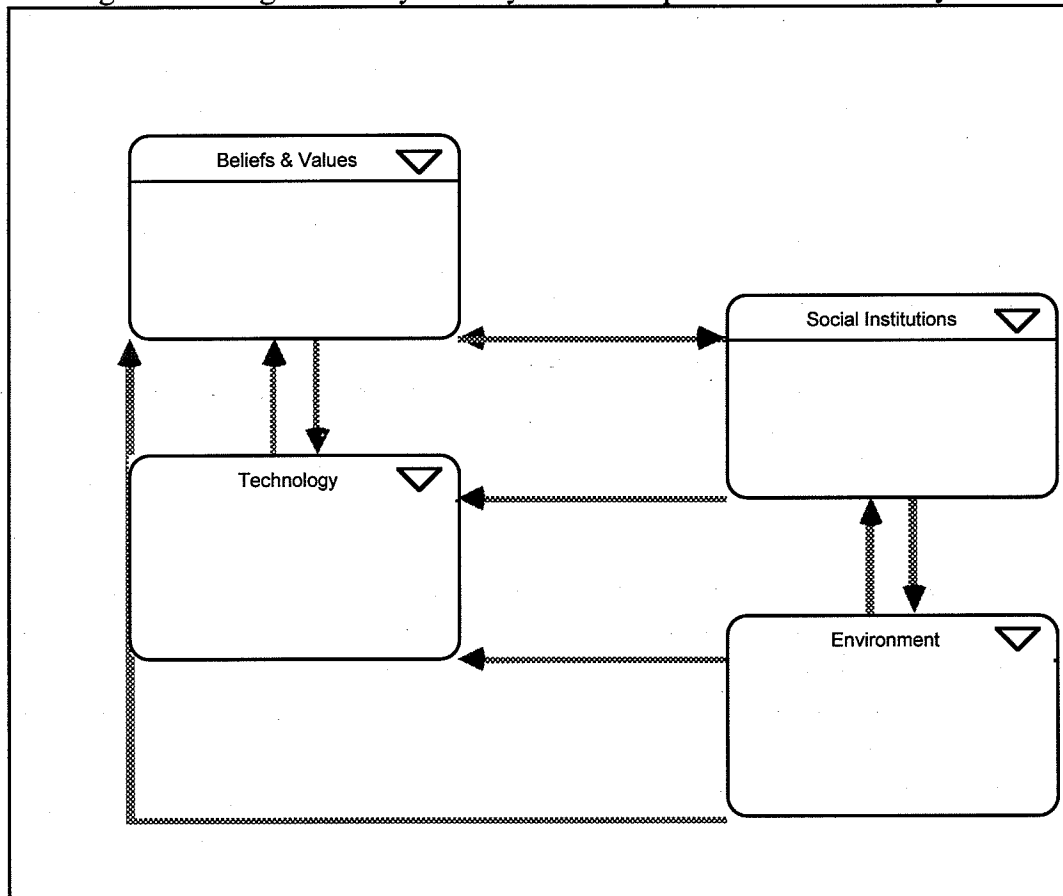 Beliefs & Values
Social Institutions
Technology
Environment